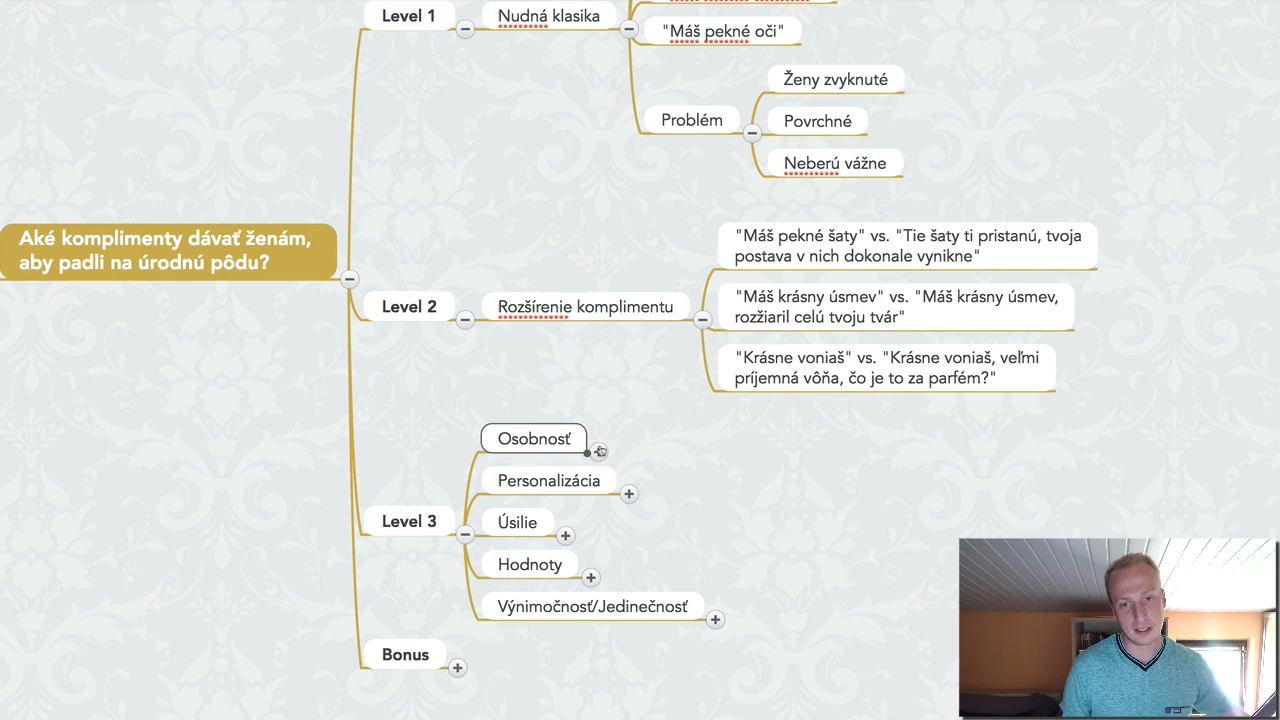 Level 1
Nudná klasika
"Máš pekné oči"
Problém
Ženy zvyknuté
Povrchné
Neberú vážne
Aké komplimenty dávať ženám,
aby padli na úrodnú pôdu?
Level 2
Rozšírenie komplimentu
"Máš pekné šaty" vs. "Tie šaty ti pristanú, tvoja
postava v nich dokonale vynikne"
"Máš krásny úsmev" vs. "Máš krásny úsmev,
rozžiaril celú tvoju tvár"
"Krásne voniaš" vs. "Krásne voniaš, veľmi
príjemná vôňa, čo je to za parfém?"
Level 3
Osobnosť
Personalizácia
Úsilie
Hodnoty
Výnimočnosť/Jedinečnosť
Bonus